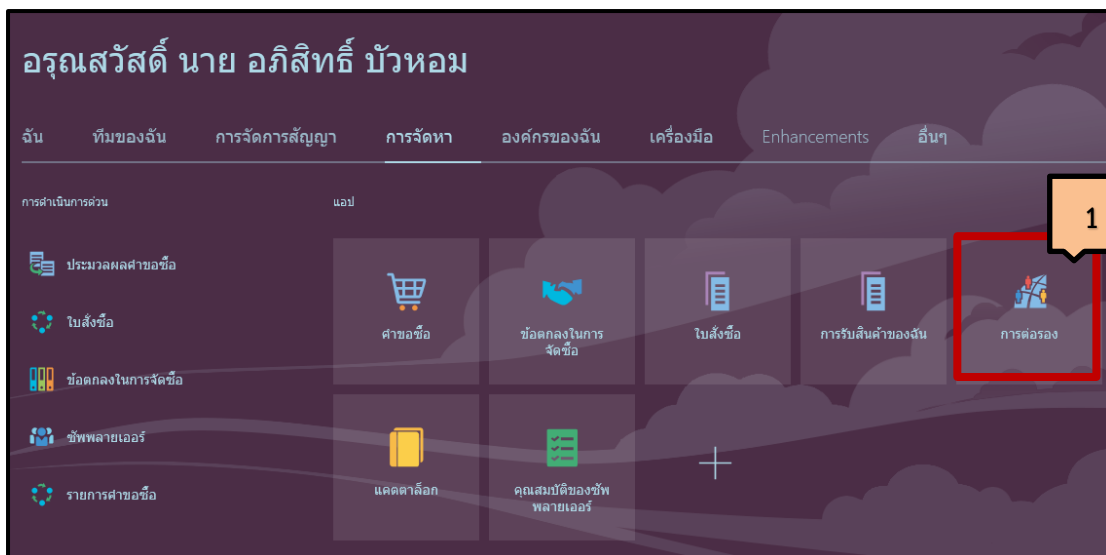 อรุณสวัสดิ์ นาย อภิสิทธิ์ บัวหอม
ฉัน ทีมของฉัน การจัดการสัญญา การจัดหา องค์กรของฉัน เครื่องมือ Enhancements อื่นๆ
การดำเนินการด่วน
แอป
1
ประมวลผลคำขอซื้อ
ใบสั่งซื้อ
ข้อตกลงในการจัดซื้อ
ซัพพลายเออร์
รายการคำขอซื้อ
คำขอซื้อ
ข้อตกลงในการ
จัดซื้อ
ใบสั่งซื้อ
การรับสินค้าของฉัน
การต่อรอง
แคตตาล็อก
คุณสมบัติของซัพ
พลายเออร์